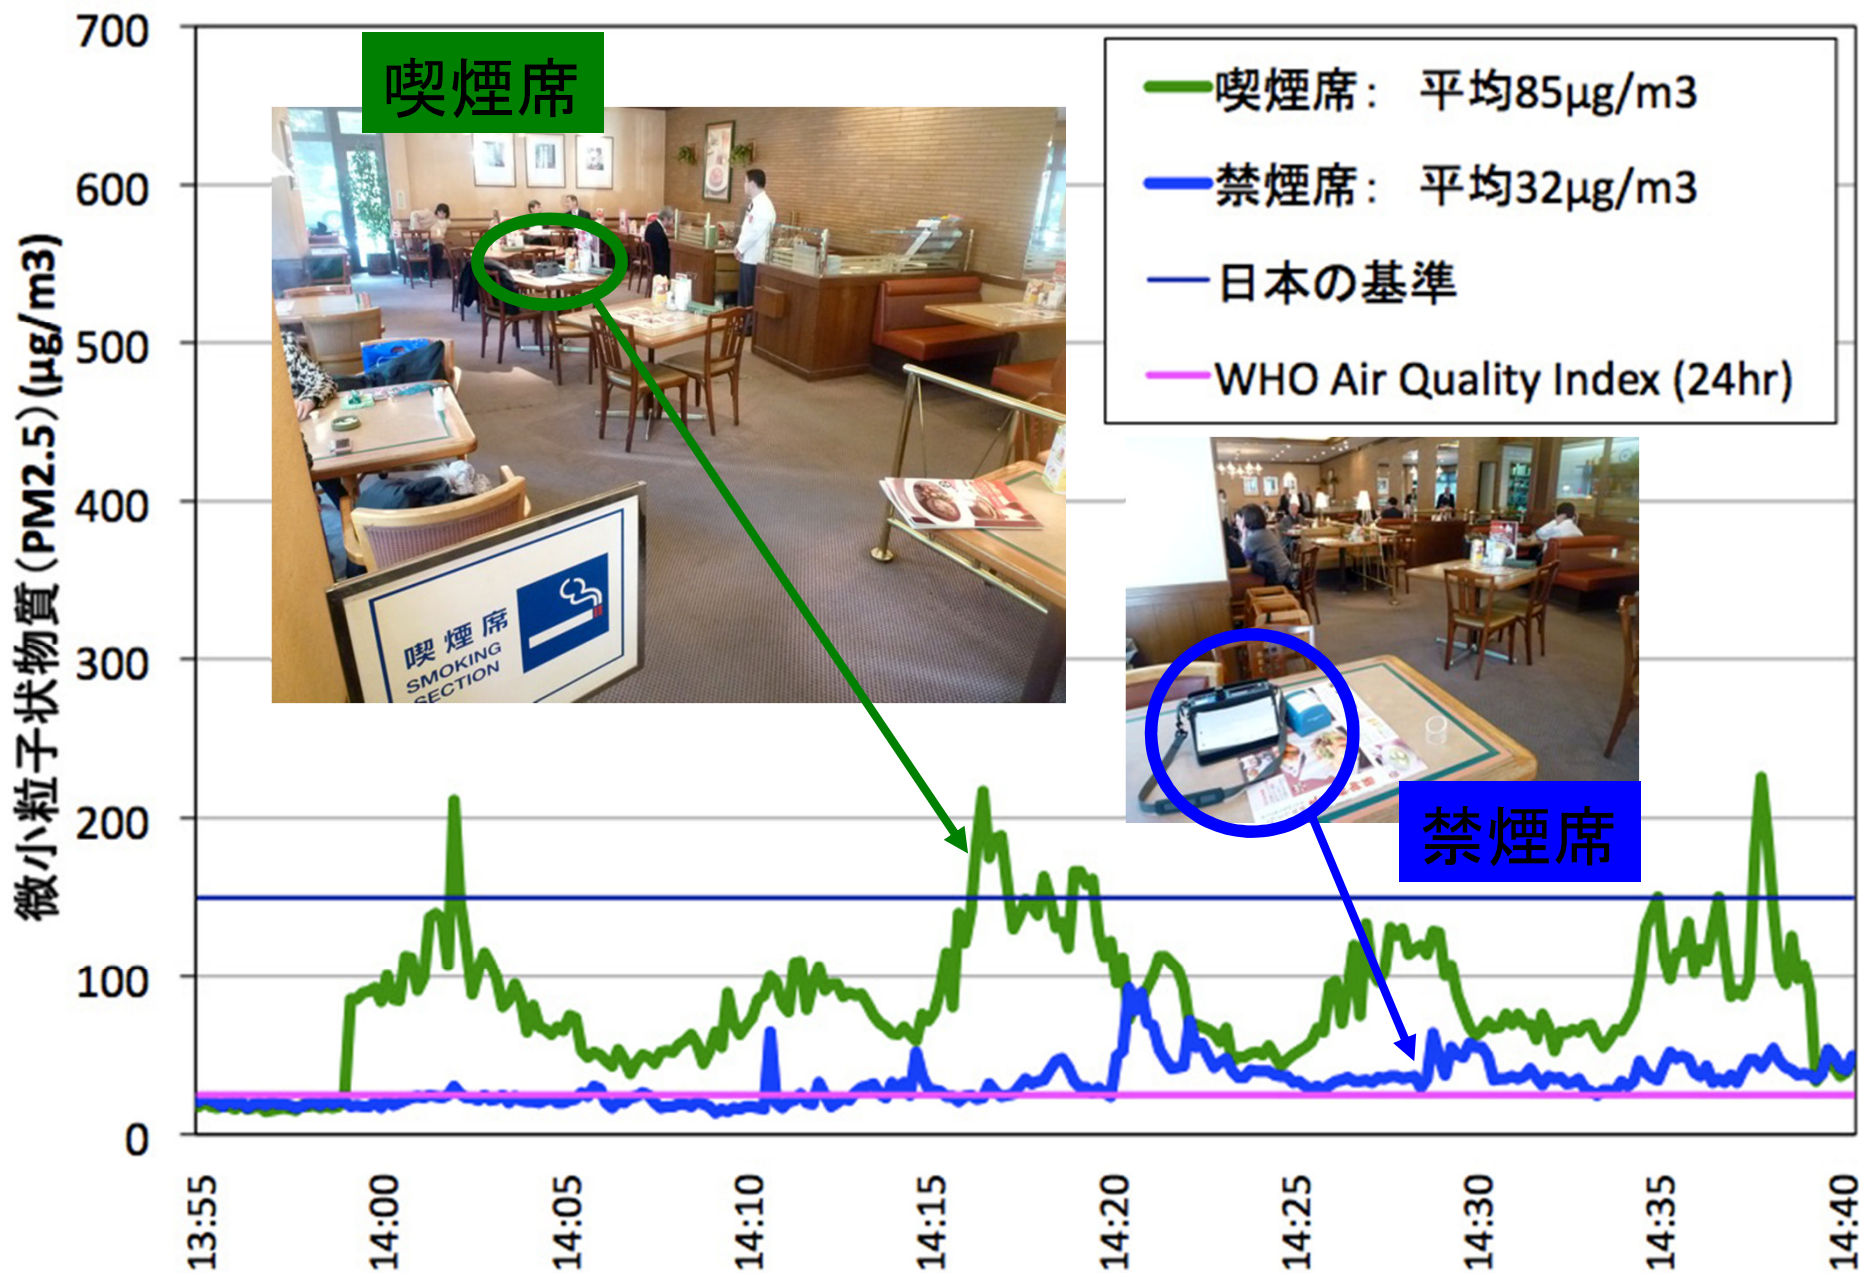 喫煙席
喫煙席： 平均85μg/m3
禁煙席： 平均32μg/m3
日本の基準
WHO Air Quality Index (24hr)
喫煙席
SMOKING
SECTION
禁煙席
微小粒子状物質（PM2.5）(μg/m3)
700
600
500
400
300
200
100
0
13:55
14:00
14:05
14:10
14:15
14:20
14:25
14:30
14:35
14:40